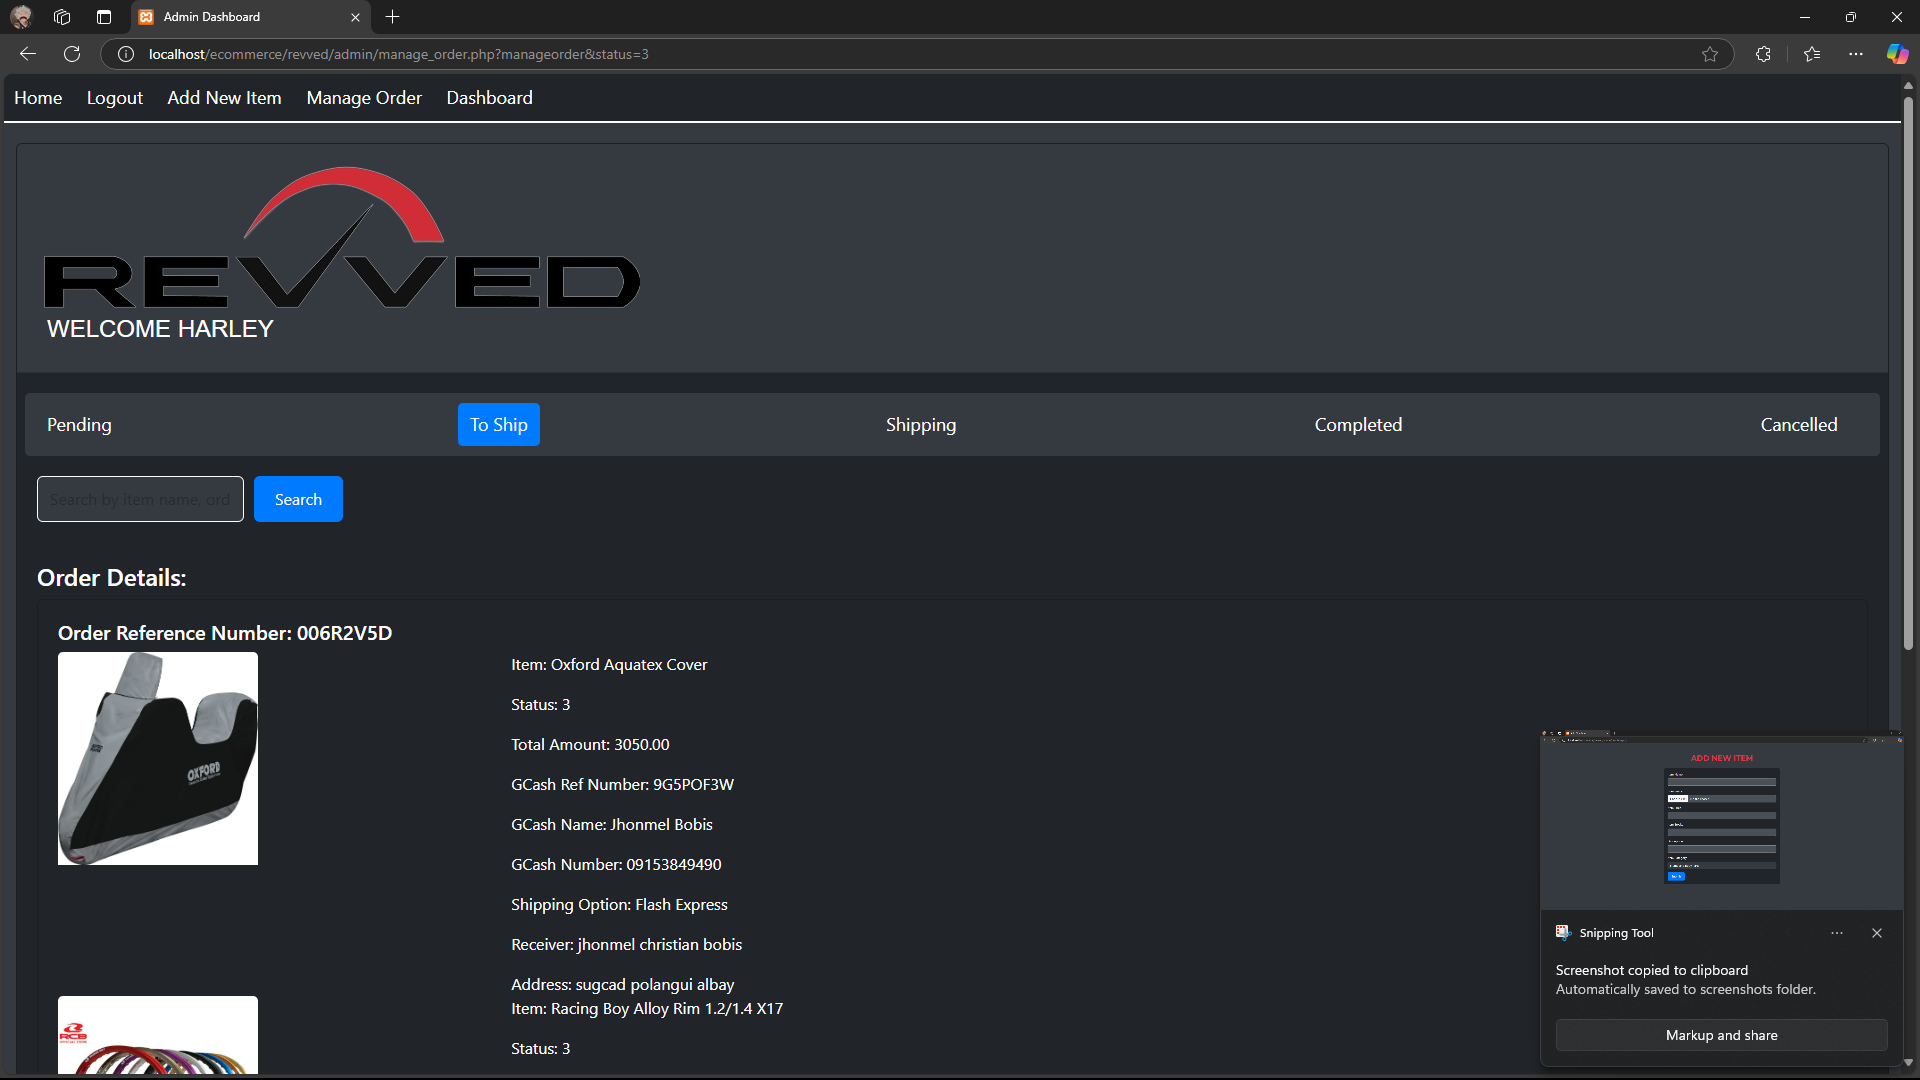 Admin Dashboard
localhost/ecommerce/revved/admin/manage_order.php?manageorder&status=3
Home Logout Add New Item Manage Order Dashboard
REVVED
WELCOME HARLEY
Pending To Ship Shipping Completed Cancelled
Search by item name, ord Search
Order Details:
Order Reference Number: 006R2V5D
Item: Oxford Aquatex Cover
Status: 3
Total Amount: 3050.00
OXFORD
GCash Ref Number: 9G5POF3W
GCash Name: Jhonmel Bobis
GCash Number: 09153849490
Shipping Option: Flash Express
Receiver: jhonmel christian bobis
Address: sugcad polangui albay
Item: Racing Boy Alloy Rim 1.2/1.4 X17
RCB
Status: 3
ADD NEW ITEM
Snipping Tool
Screenshot copied to clipboard
Automatically saved to screenshots folder.
Markup and share